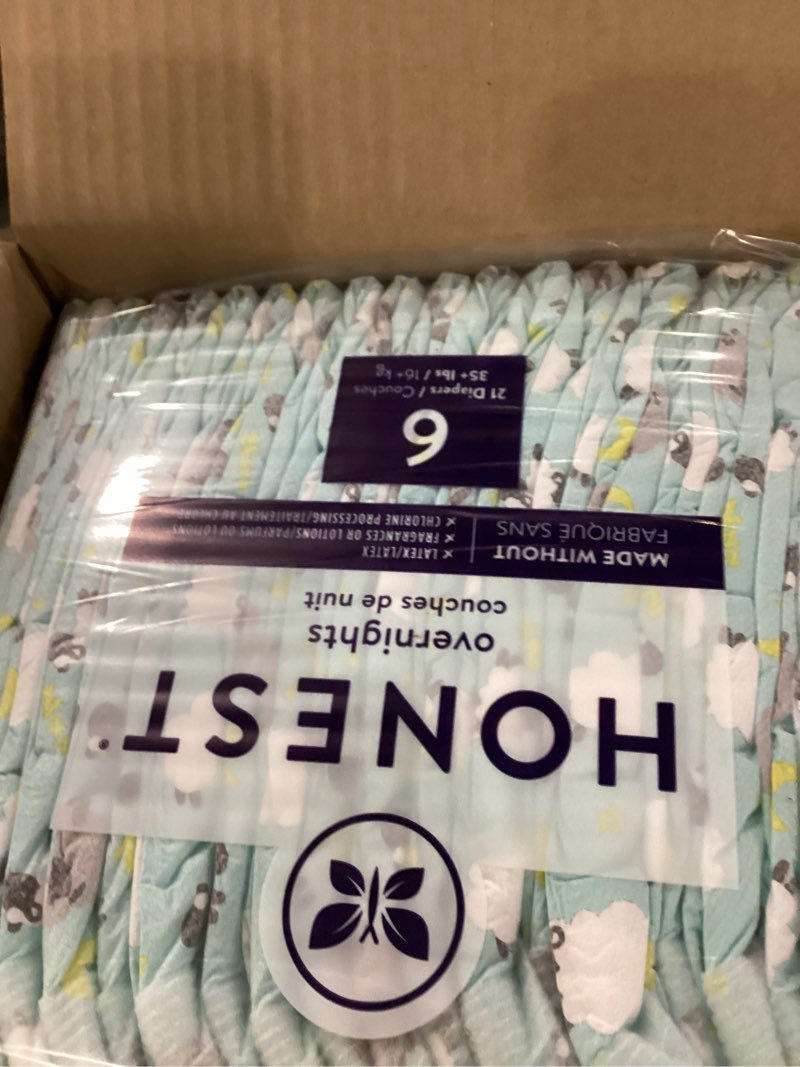 HONEST®
overnights
couches de nuit
MADE WITHOUT
FABRIQUÉ SANS
× LATEX/LATEX
× FRAGRANCES OR LOTIONS/PARFUMS OU LOTIONS
× CHLORINE PROCESSING/TRAITEMENT AU CHLORE
6
21 Diapers / Couches
35+ lbs / 16+ kg